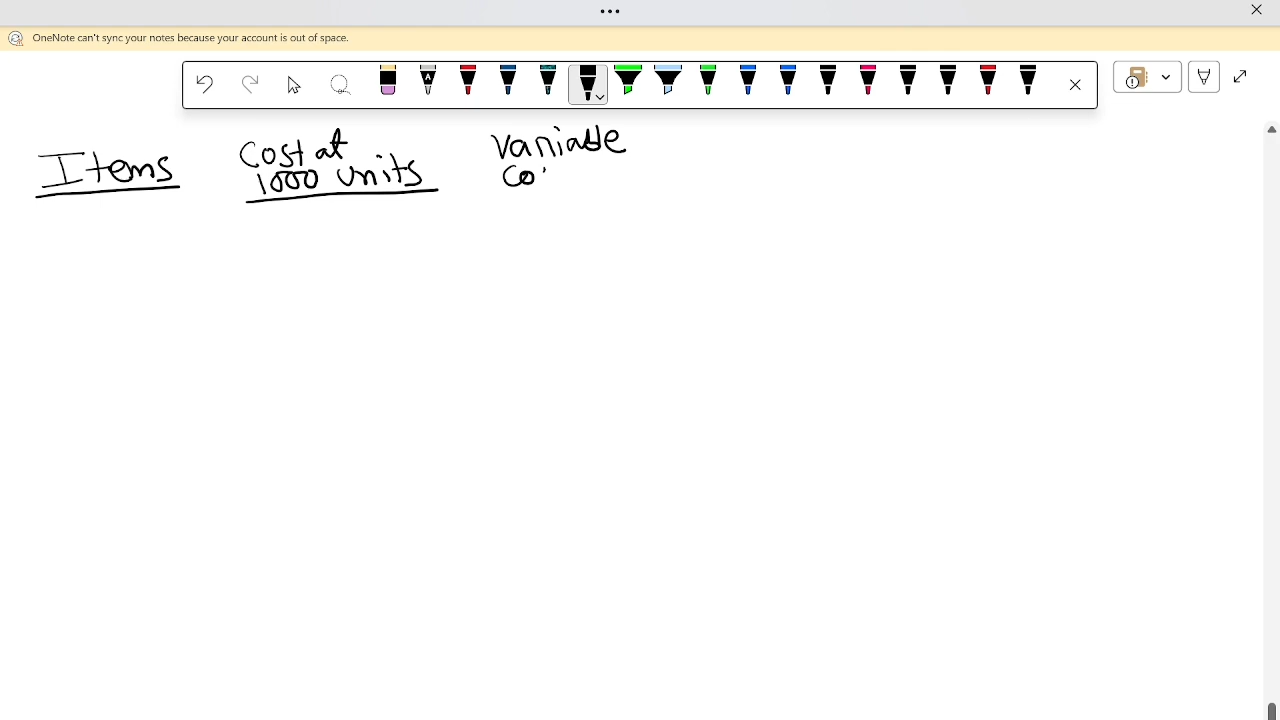 OneNote can't sync your notes because your account is out of space.
Items
Cost at
1000 units
Variable